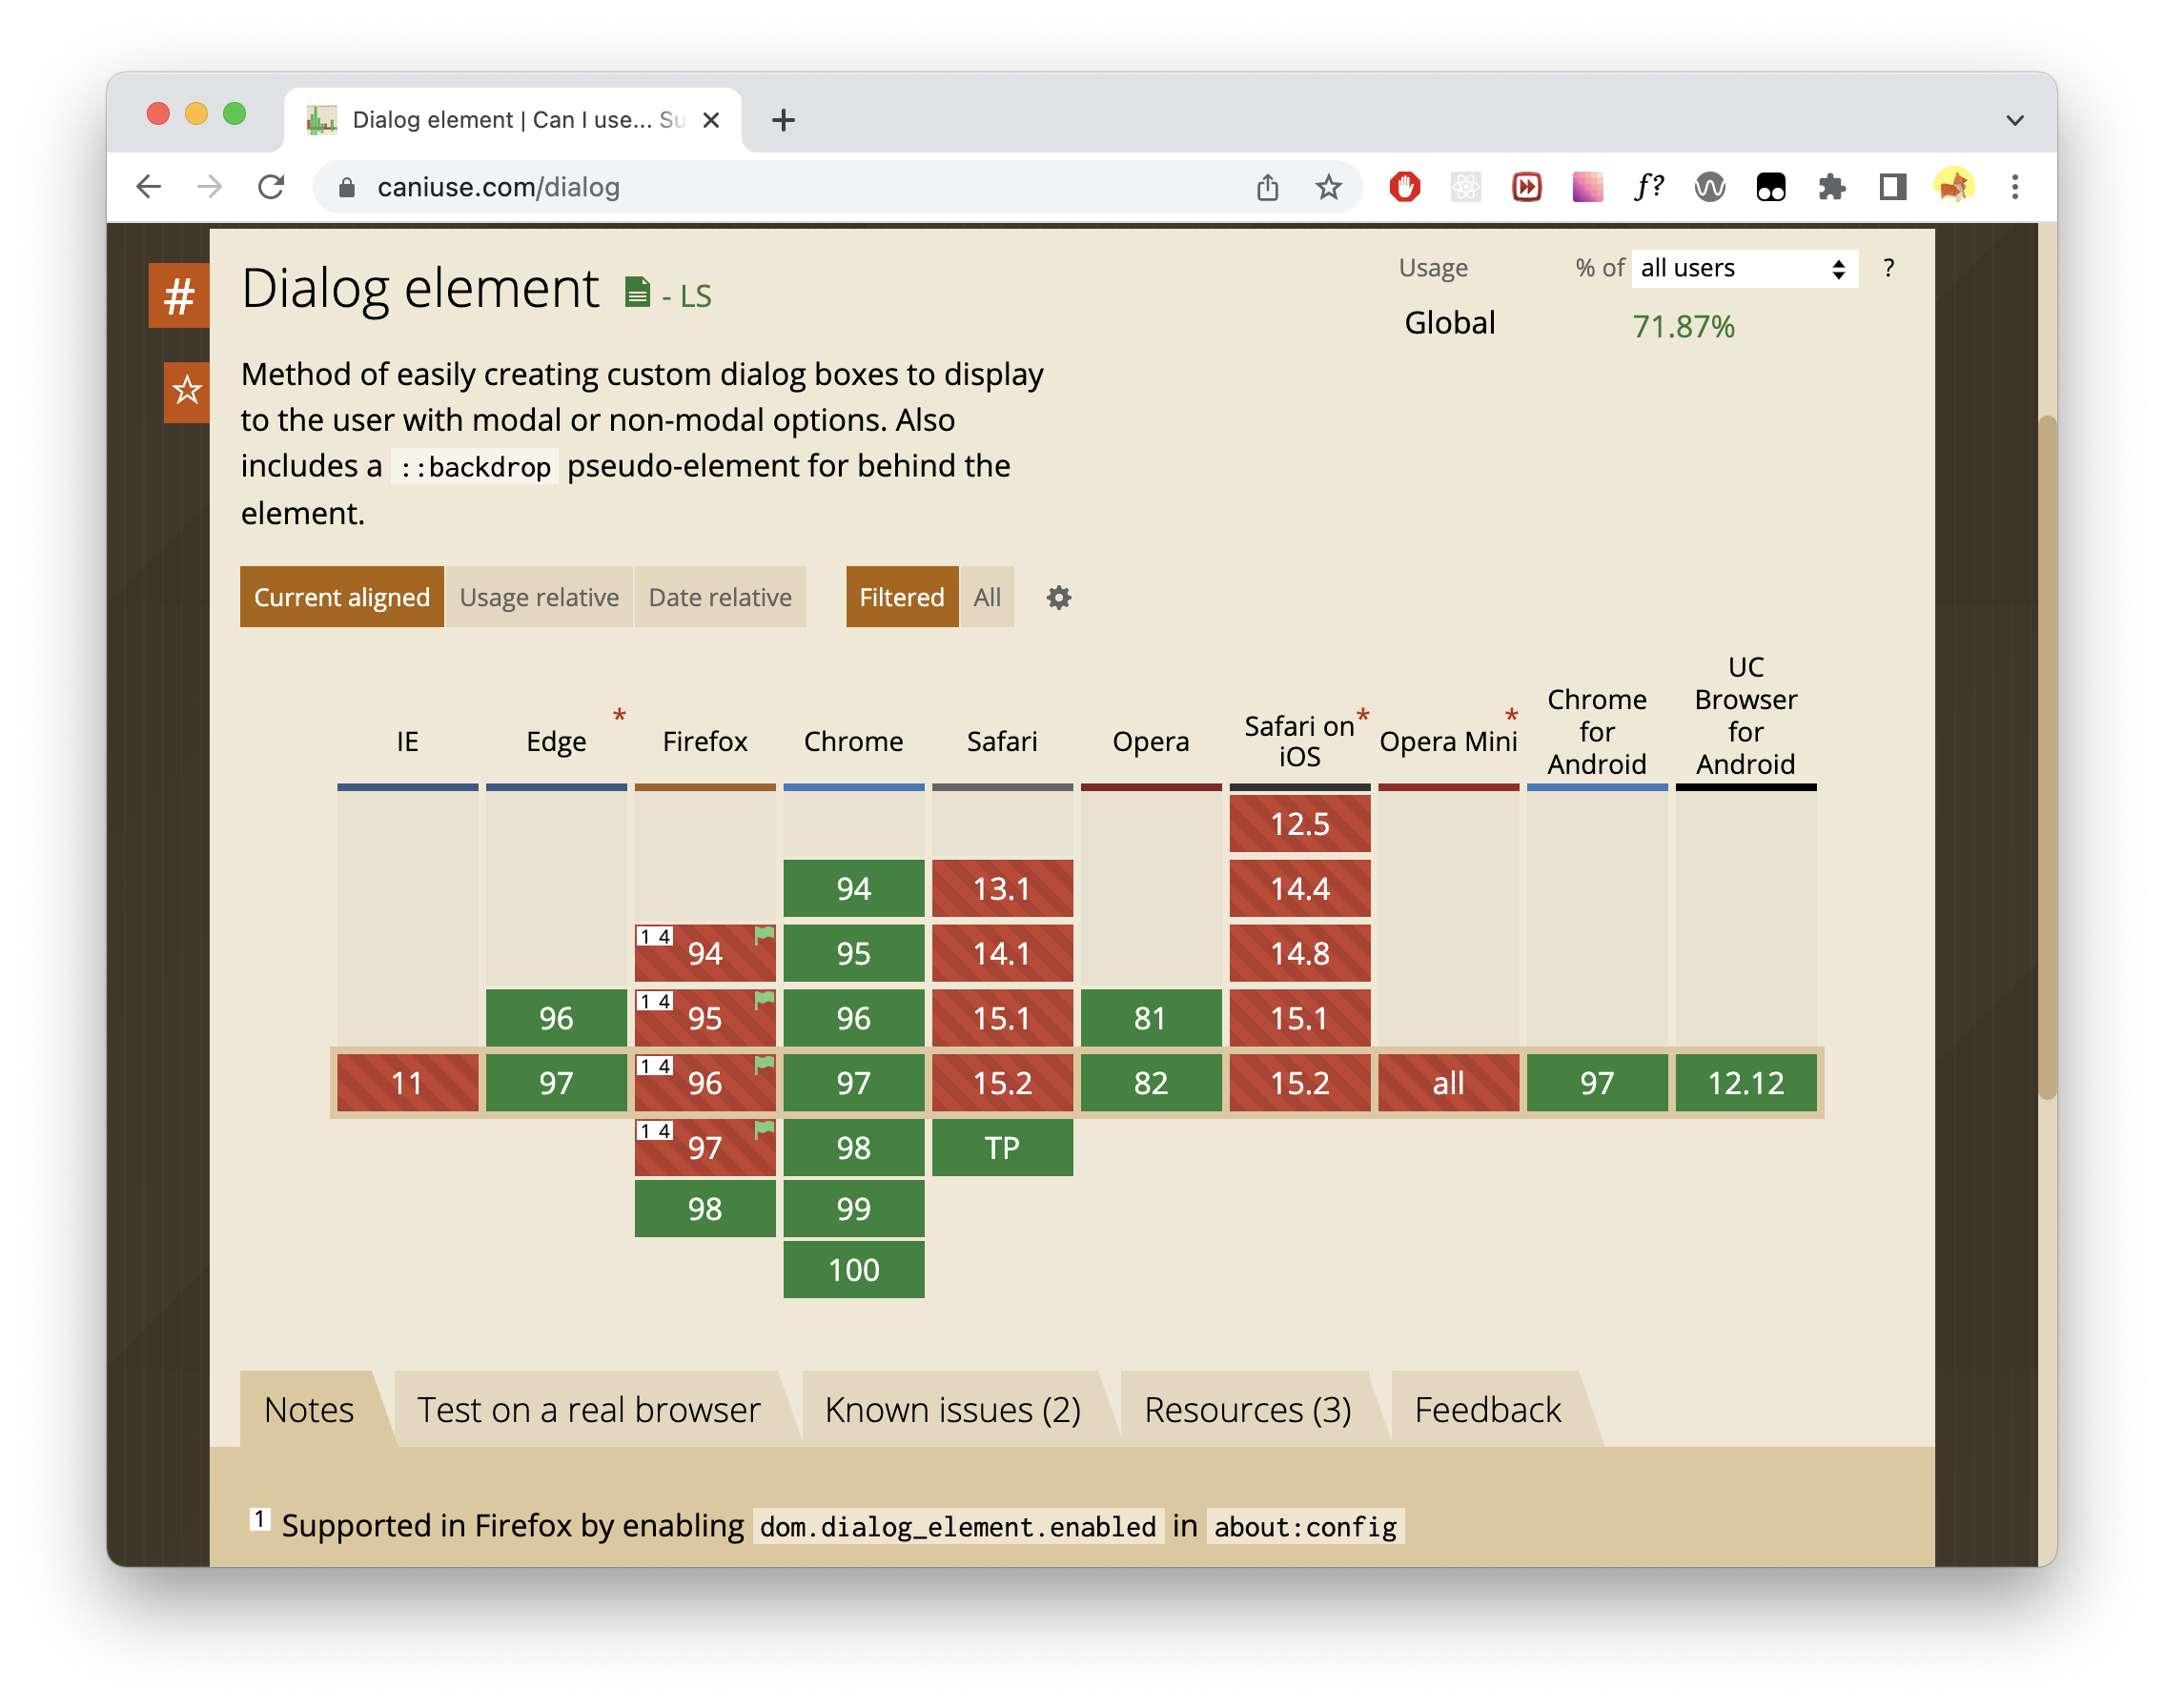 Dialog element | Can I use... Su
caniuse.com/dialog
f?
#
Dialog element - LS
Usage % of all users ?
Global 71.87%
Method of easily creating custom dialog boxes to display
to the user with modal or non-modal options. Also
includes a ::backdrop pseudo-element for behind the
element.
Current aligned Usage relative Date relative Filtered All
IE
Edge *
Firefox
Chrome
Safari
Opera
Safari on *
iOS
Opera Mini *
Chrome
for
Android
UC
Browser
for
Android
12.5
94 13.1 14.4
1 4 94 95 14.1 14.8
96 1 4 95 96 15.1 81 15.1
11 97 1 4 96 97 15.2 82 15.2 all 97 12.12
1 4 97 98 TP
98 99
100
Notes Test on a real browser Known issues (2) Resources (3) Feedback
1 Supported in Firefox by enabling dom.dialog_element.enabled in about:config